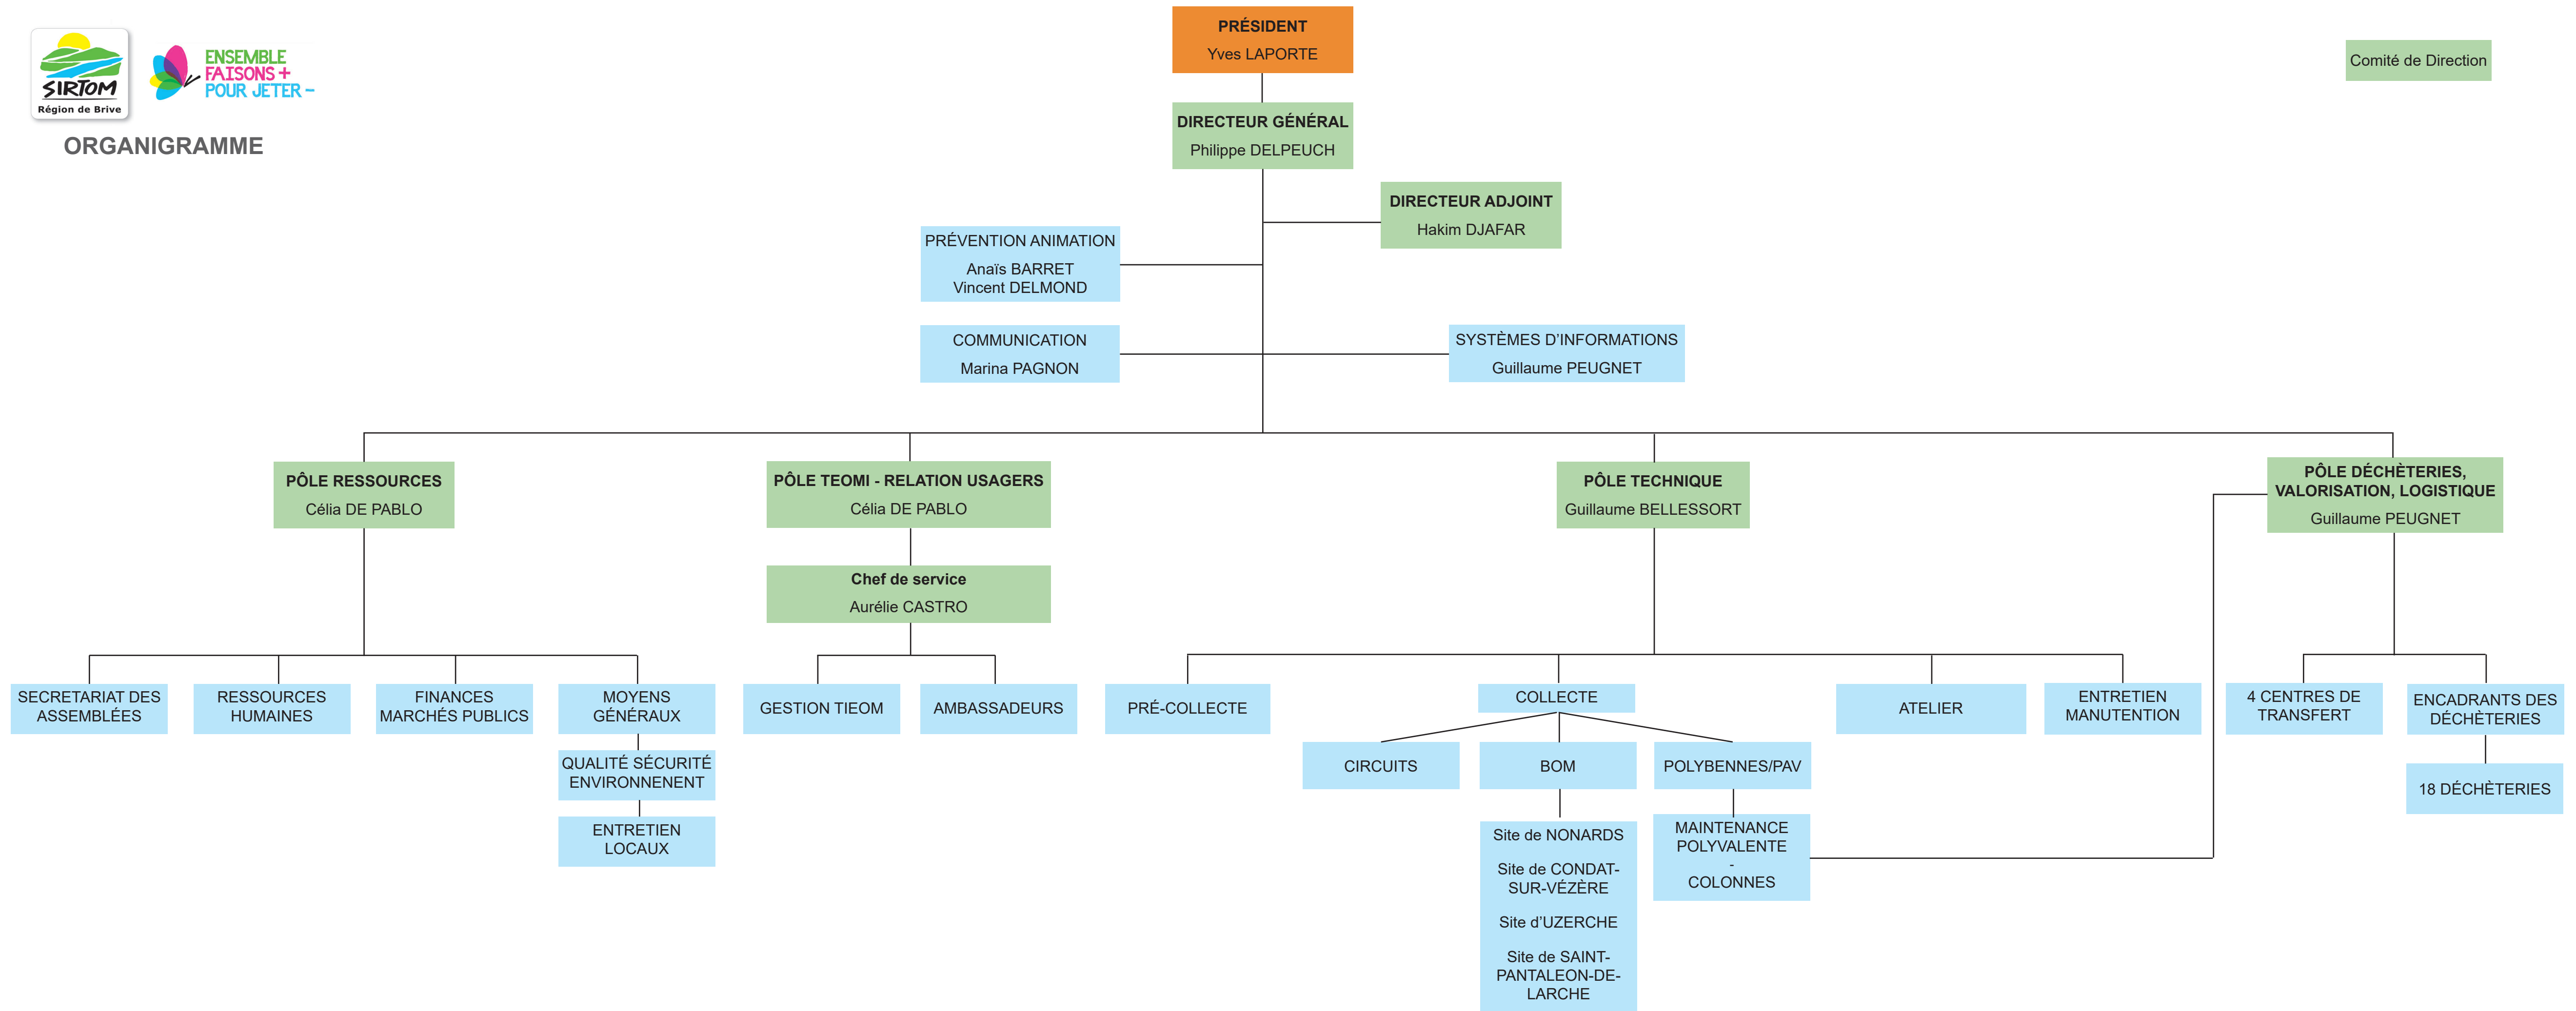 SIRTOM
Région de Brive
ENSEMBLE
FAISONS +
POUR JETER –
ORGANIGRAMME
PRÉSIDENT
Yves LAPORTE
Comité de Direction
DIRECTEUR GÉNÉRAL
Philippe DELPEUCH
DIRECTEUR ADJOINT
Hakim DJAFAR
PRÉVENTION ANIMATION
Anaïs BARRET
Vincent DELMOND
COMMUNICATION
Marina PAGNON
SYSTÈMES D’INFORMATIONS
Guillaume PEUGNET
PÔLE RESSOURCES
Célia DE PABLO
PÔLE TEOMI - RELATION USAGERS
Célia DE PABLO
Chef de service
Aurélie CASTRO
PÔLE TECHNIQUE
Guillaume BELLESSORT
PÔLE DÉCHÈTERIES,
VALORISATION, LOGISTIQUE
Guillaume PEUGNET
SECRETARIAT DES
ASSEMBLÉES
RESSOURCES
HUMAINES
FINANCES
MARCHÉS PUBLICS
MOYENS
GÉNÉRAUX
QUALITÉ SÉCURITÉ
ENVIRONNENENT
ENTRETIEN
LOCAUX
GESTION TIEOM
AMBASSADEURS
PRÉ-COLLECTE
COLLECTE
CIRCUITS
BOM
Site de NONARDS
Site de CONDAT-
SUR-VÉZÈRE
Site d’UZERCHE
Site de SAINT-
PANTALEON-DE-
LARCHE
POLYBENNES/PAV
MAINTENANCE
POLYVALENTE
-
COLONNES
ATELIER
ENTRETIEN
MANUTENTION
4 CENTRES DE
TRANSFERT
ENCADRANTS DES
DÉCHÈTERIES
18 DÉCHÈTERIES